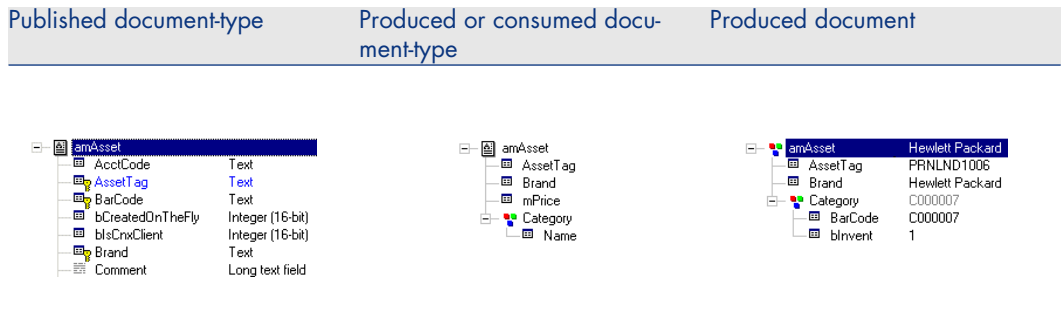 Published document-type
Produced or consumed docu-
ment-type
Produced document
amAsset
AcctCode Text
AssetTag Text
BarCode Text
bCreatedOnTheFly Integer (16-bit)
bIsCnxClient Integer (16-bit)
Brand Text
Comment Long text field
amAsset
AssetTag
Brand
mPrice
Category
Name
amAsset Hewlett Packard
AssetTag PRNLND1006
Brand Hewlett Packard
Category C000007
BarCode C000007
bInvent 1